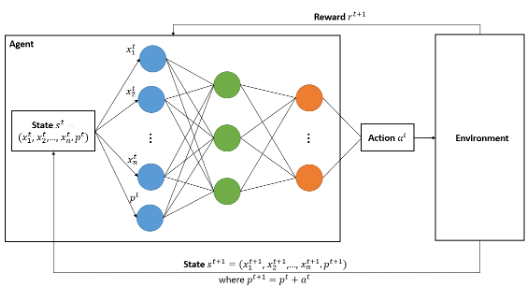 Reward r^{t+1}
Agent
x_1^t
x_2^t
State s^t
(x_1^t, x_2^t,..., x_n^t, p^t)
⋮
⋮
Action a^t
Environment
x_n^t
p^t
State s^{t+1} = (x_1^{t+1}, x_2^{t+1},..., x_n^{t+1}, p^{t+1})
where p^{t+1} = p^t + a^t